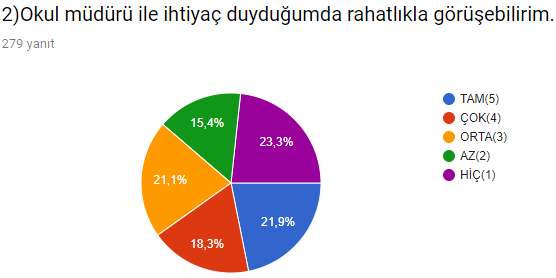 2)Okul müdürü ile ihtiyaç duyduğumda rahatlıkla görüşebilirim.
279 yanıt
TAM(5)
ÇOK(4)
ORTA(3)
AZ(2)
HİÇ(1)
15,4%
23,3%
21,1%
21,9%
18,3%